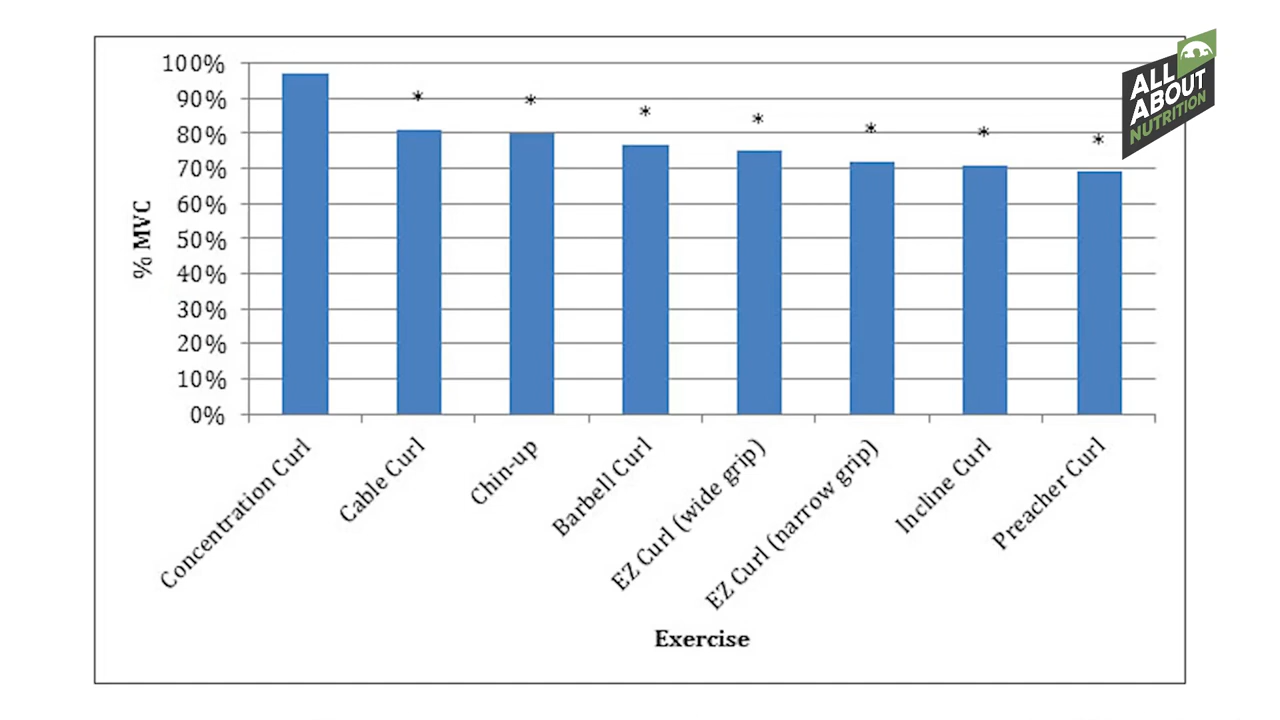 ALL
ABOUT
NUTRITION
100%
90%
80%
70%
60%
50%
40%
30%
20%
10%
0%
% MVC
* * * * * * *
Concentration Curl
Cable Curl
Chin-up
Barbell Curl
EZ Curl (wide grip)
EZ Curl (narrow grip)
Incline Curl
Preacher Curl
Exercise